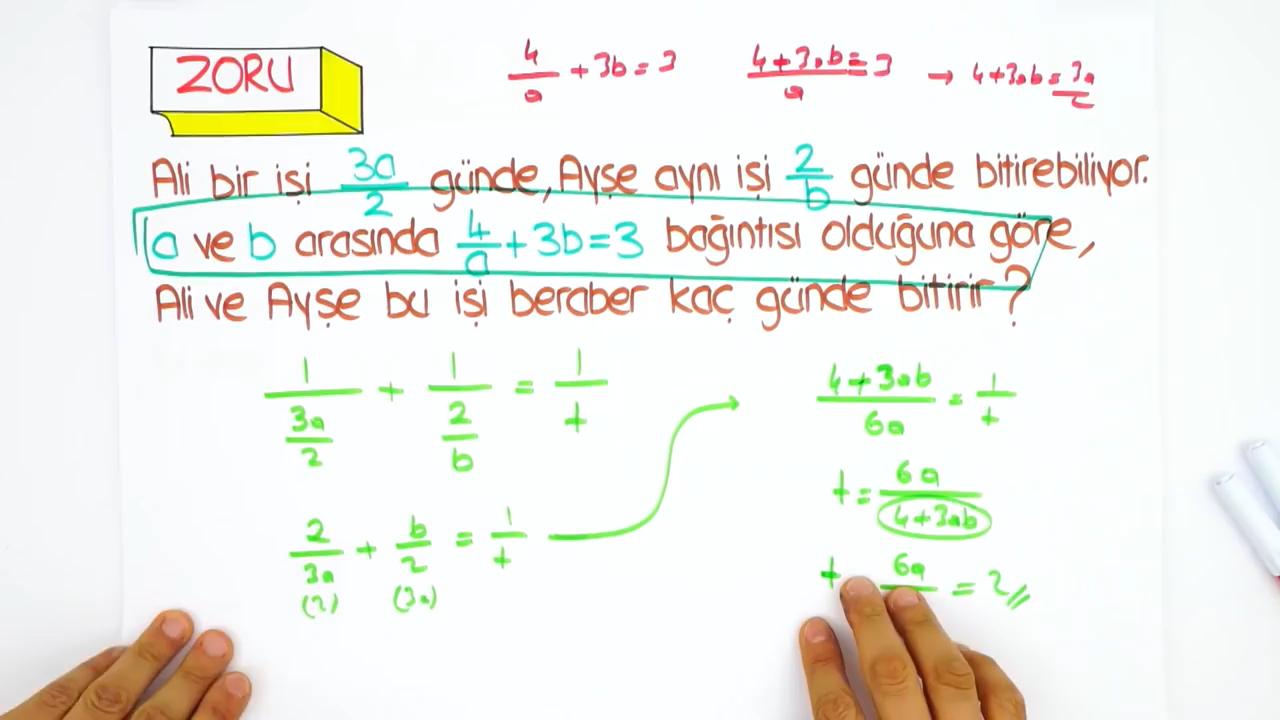 ZORU
4/a + 3b = 3
4+3ab/a = 3 → 4+3ab = 3a/2
Ali bir işi 3a/2 günde, Ayşe aynı işi 2/b günde bitirebiliyor.
a ve b arasında 4/a + 3b = 3 bağıntısı olduğuna göre,
Ali ve Ayşe bu işi beraber kaç günde bitirir?
1/(3a/2) + 1/(2/b) = 1/t
2/3a + b/2 = 1/t
(2) (3a)
4+3ab/6a = 1/t
t = 6a/4+3ab
t 6a = 2//